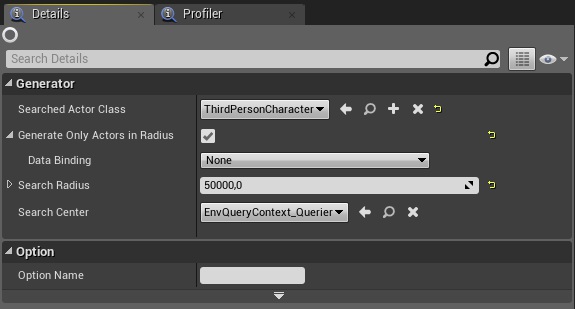 Details
Profiler
Search Details
Generator
Searched Actor Class
ThirdPersonCharacter
Generate Only Actors in Radius
Data Binding
None
Search Radius
50000,0
Search Center
EnvQueryContext_Querier
Option
Option Name